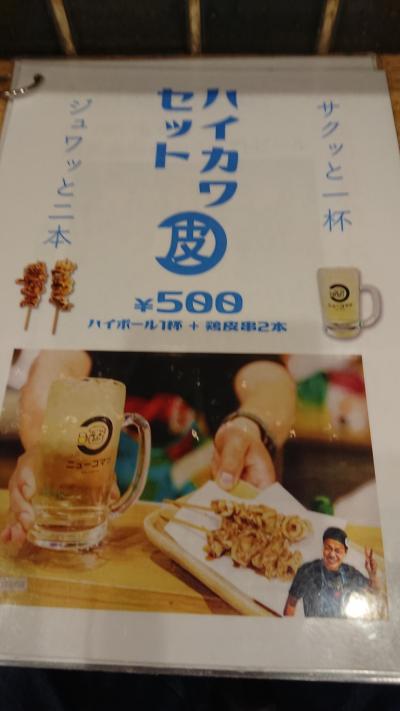 サクッと一杯
ハイカワ
セット
ジュワッと二本
皮
¥500
ハイボール1杯 + 鶏皮串2本
ニューコマツ